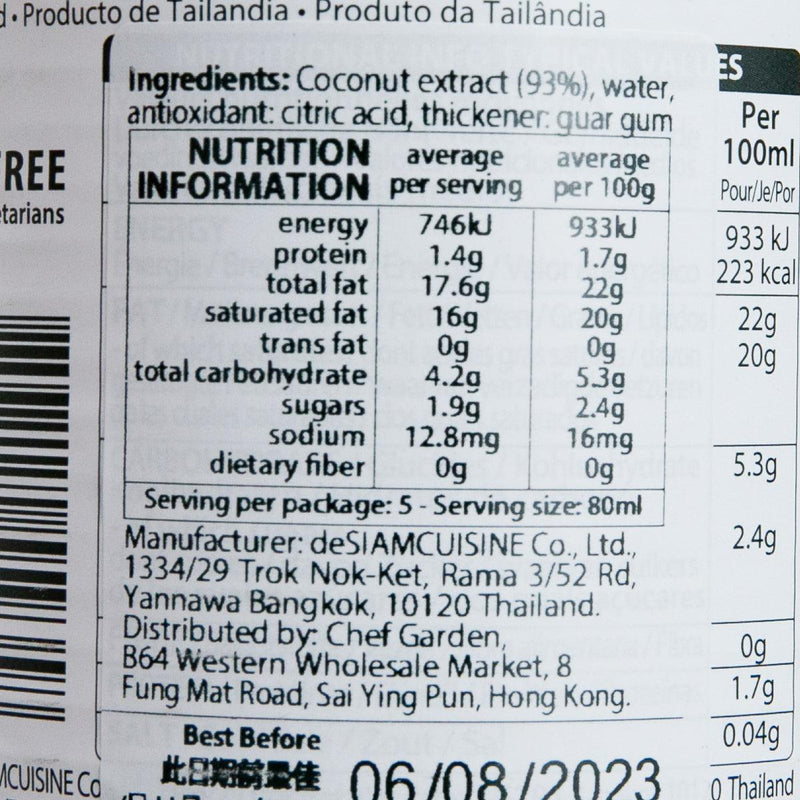 • Producto de Tailandia • Produto da Tailândia
Ingredients: Coconut extract (93%), water,
antioxidant: citric acid, thickener: guar gum
NUTRITION INFORMATION average per serving average per 100g
energy 746kJ 933kJ
protein 1.4g 1.7g
total fat 17.6g 22g
saturated fat 16g 20g
trans fat 0g 0g
total carbohydrate 4.2g 5.3g
sugars 1.9g 2.4g
sodium 12.8mg 16mg
dietary fiber 0g 0g
Serving per package: 5 - Serving size: 80ml
Manufacturer: deSIAMCUISINE Co., Ltd.,
1334/29 Trok Nok-Ket, Rama 3/52 Rd,
Yannawa Bangkok, 10120 Thailand.
Distributed by: Chef Garden,
B64 Western Wholesale Market, 8
Fung Mat Road, Sai Ying Pun, Hong Kong.
Best Before
此日期前最佳 06/08/2023
REE
etarians
MCUISINE Co
ES
Per
100ml
Pour/Je/Por
933 kJ
223 kcal
22g
20g
5.3g
2.4g
0g
1.7g
0.04g
0 Thailand